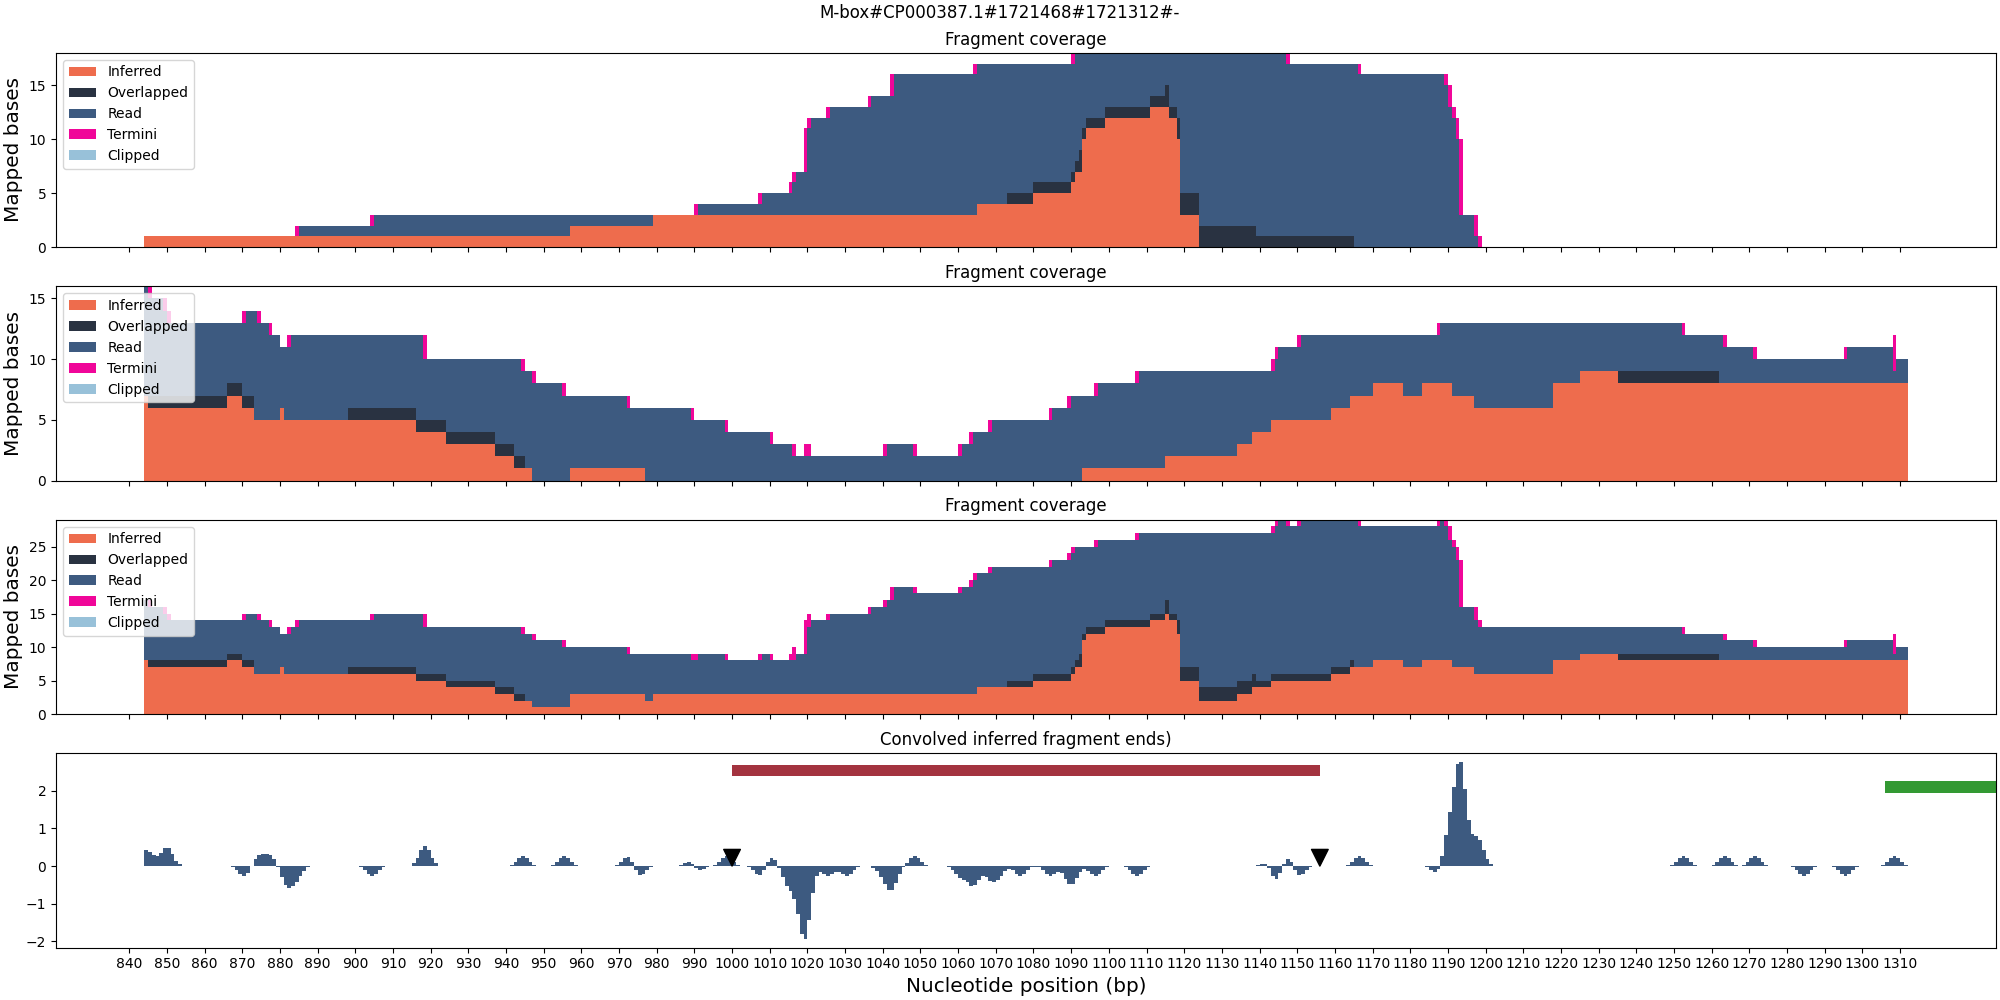 M-box#CP000387.1#1721468#1721312#-
Fragment coverage
Mapped bases
15
10
5
0
Inferred
Overlapped
Read
Termini
Clipped
Fragment coverage
Mapped bases
15
10
5
0
Inferred
Overlapped
Read
Termini
Clipped
Fragment coverage
Mapped bases
25
20
15
10
5
0
Inferred
Overlapped
Read
Termini
Clipped
Convolved inferred fragment ends)
2
1
0
−1
−2
840 850 860 870 880 890 900 910 920 930 940 950 960 970 980 990 1000 1010 1020 1030 1040 1050 1060 1070 1080 1090 1100 1110 1120 1130 1140 1150 1160 1170 1180 1190 1200 1210 1220 1230 1240 1250 1260 1270 1280 1290 1300 1310
Nucleotide position (bp)